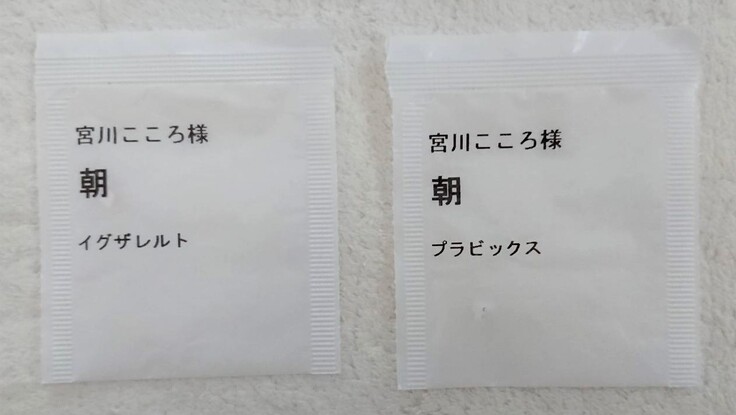 宮川こころ様
朝
イグザレルト
宮川こころ様
朝
プラビックス